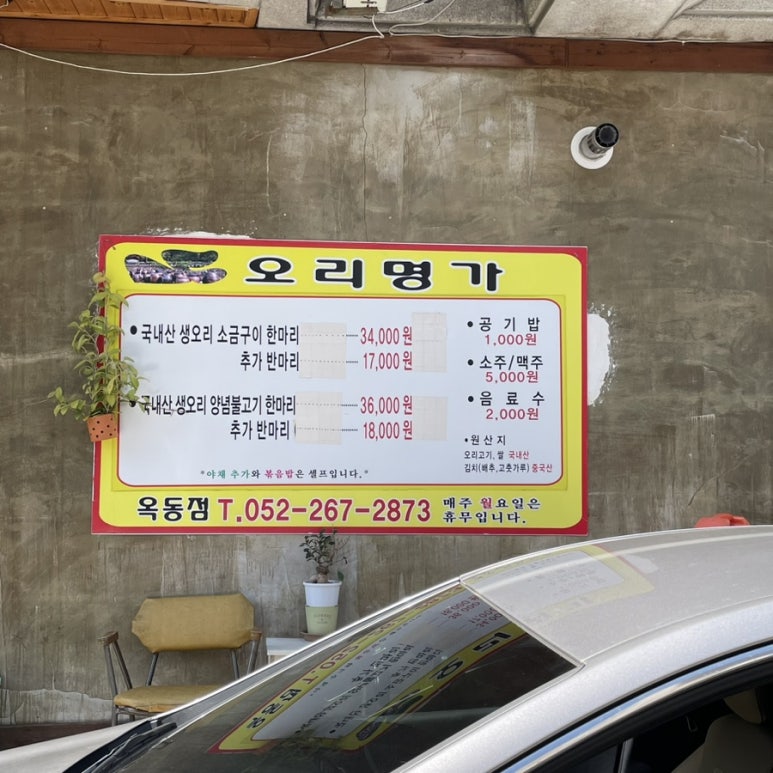 오리명가
• 국내산 생오리 소금구이 한마리 34,000원
추가 반마리 17,000원
• 국내산 생오리 양념불고기 한마리 36,000원
추가 반마리 18,000원
*야채 추가와 볶음밥은 셀프입니다.*
• 공기밥
1,000원
• 소주/맥주
5,000원
• 음료수
2,000원
• 원산지
오리고기, 쌀 국내산
김치(배추,고춧가루) 중국산
옥동점 T.052-267-2873 매주 월요일은
휴무입니다.